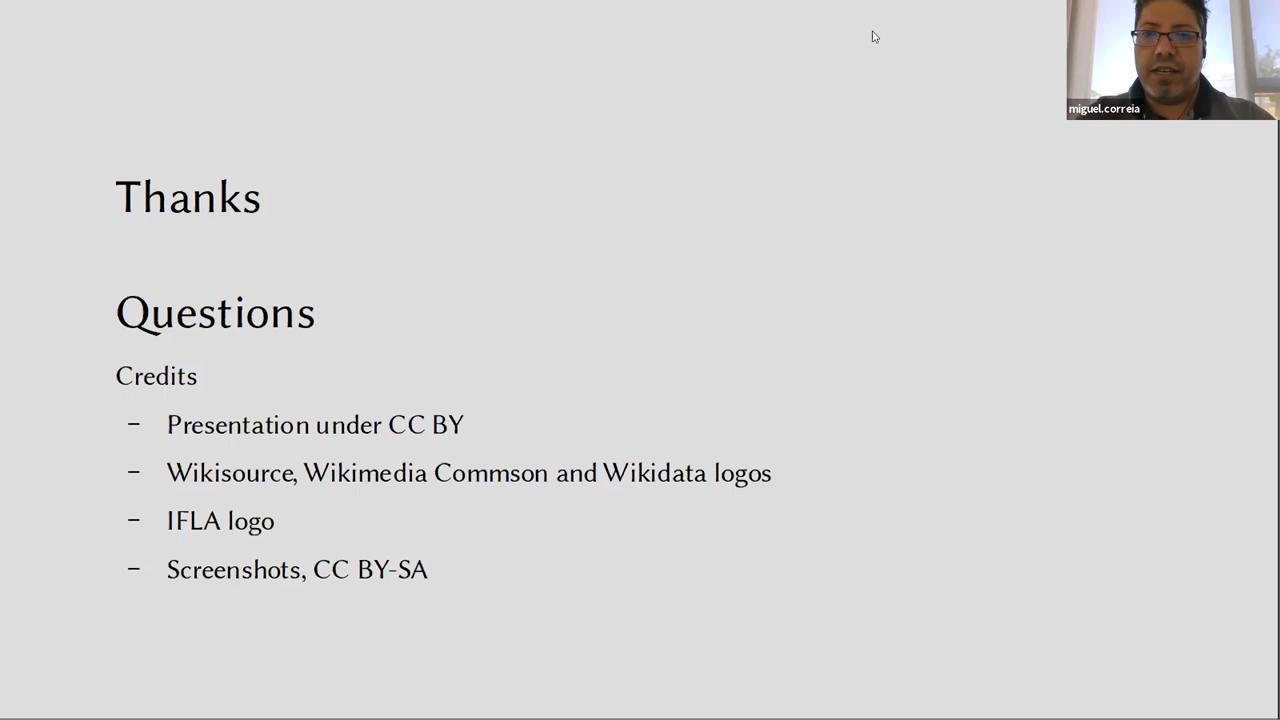 miguel.correia
Thanks
Questions
Credits
– Presentation under CC BY
– Wikisource, Wikimedia Commson and Wikidata logos
– IFLA logo
– Screenshots, CC BY-SA